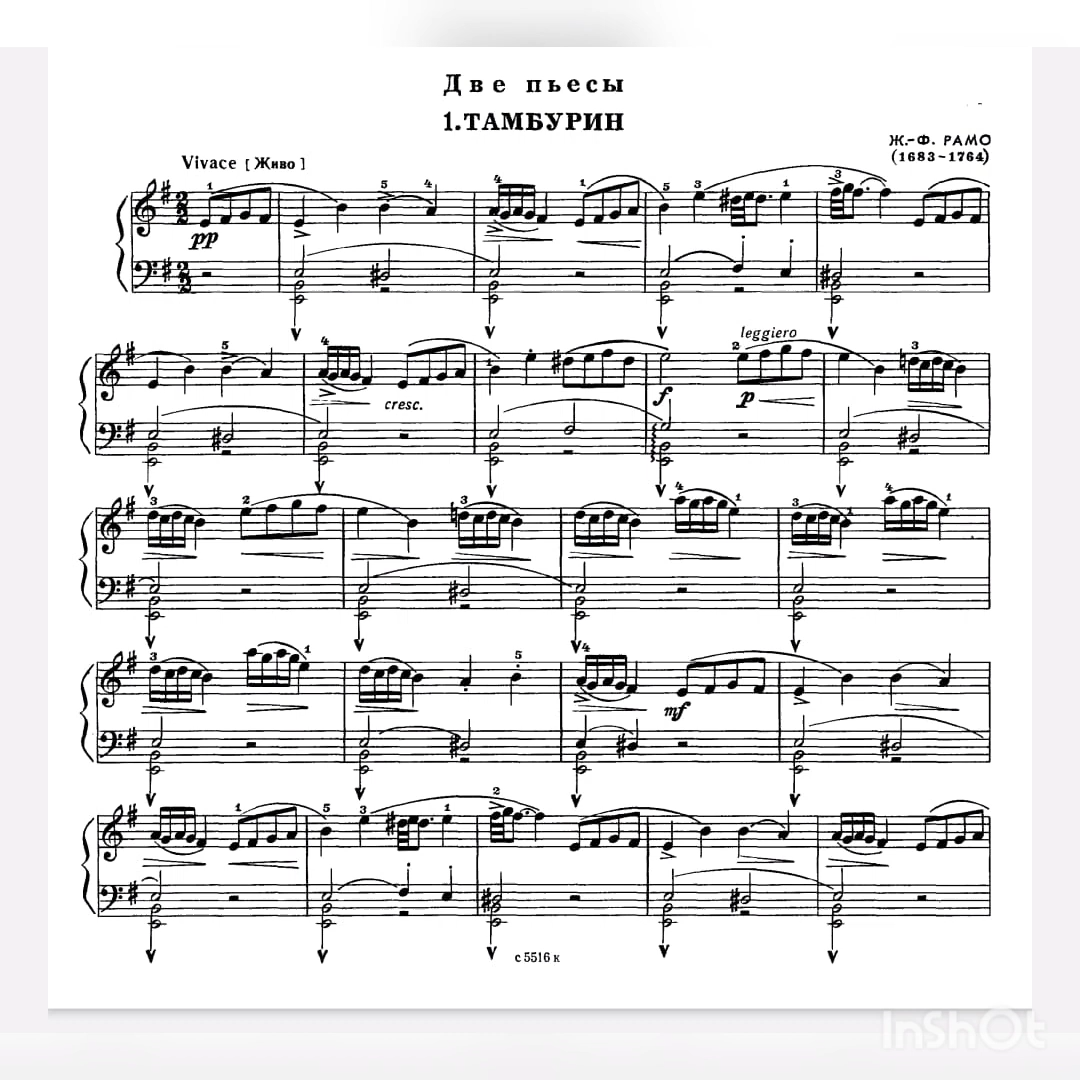 Две пьесы
1. ТАМБУРИН
Ж.-Ф. РАМО
(1683-1764)
Vivace [Живо]
pp
leggiero
cresc.
f
p
mf
с 5516 к
InShOt